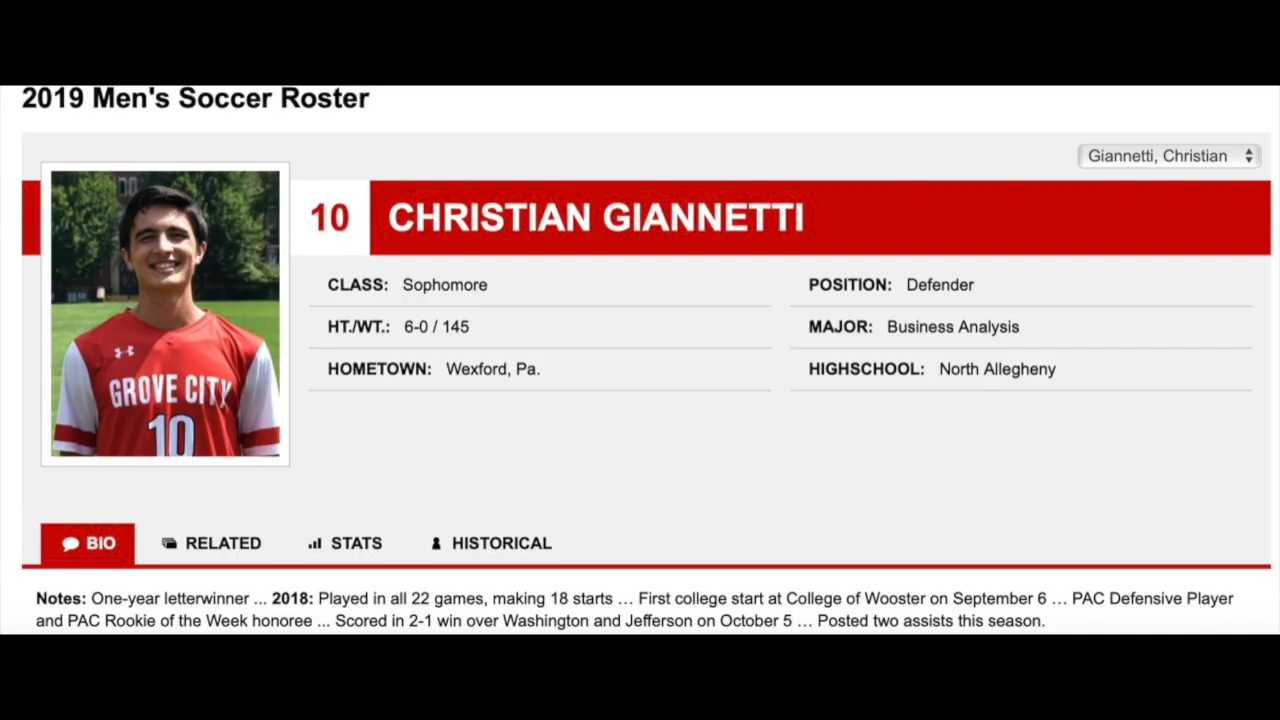 2019 Men's Soccer Roster
Giannetti, Christian
10 CHRISTIAN GIANNETTI
CLASS: Sophomore
POSITION: Defender
HT./WT.: 6-0 / 145
MAJOR: Business Analysis
HOMETOWN: Wexford, Pa.
HIGHSCHOOL: North Allegheny
GROVE CITY
10
BIO RELATED STATS HISTORICAL
Notes: One-year letterwinner ... 2018: Played in all 22 games, making 18 starts … First college start at College of Wooster on September 6 … PAC Defensive Player
and PAC Rookie of the Week honoree ... Scored in 2-1 win over Washington and Jefferson on October 5 … Posted two assists this season.